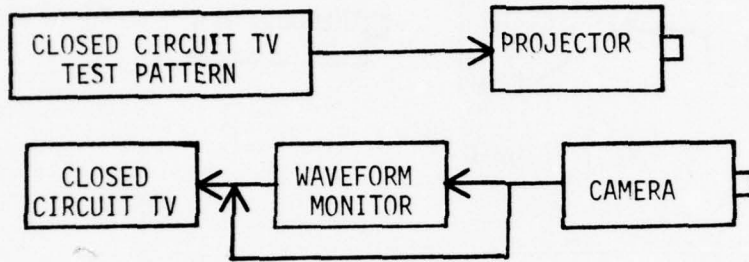 CLOSED CIRCUIT TV
TEST PATTERN
PROJECTOR
CLOSED
CIRCUIT TV
WAVEFORM
MONITOR
CAMERA